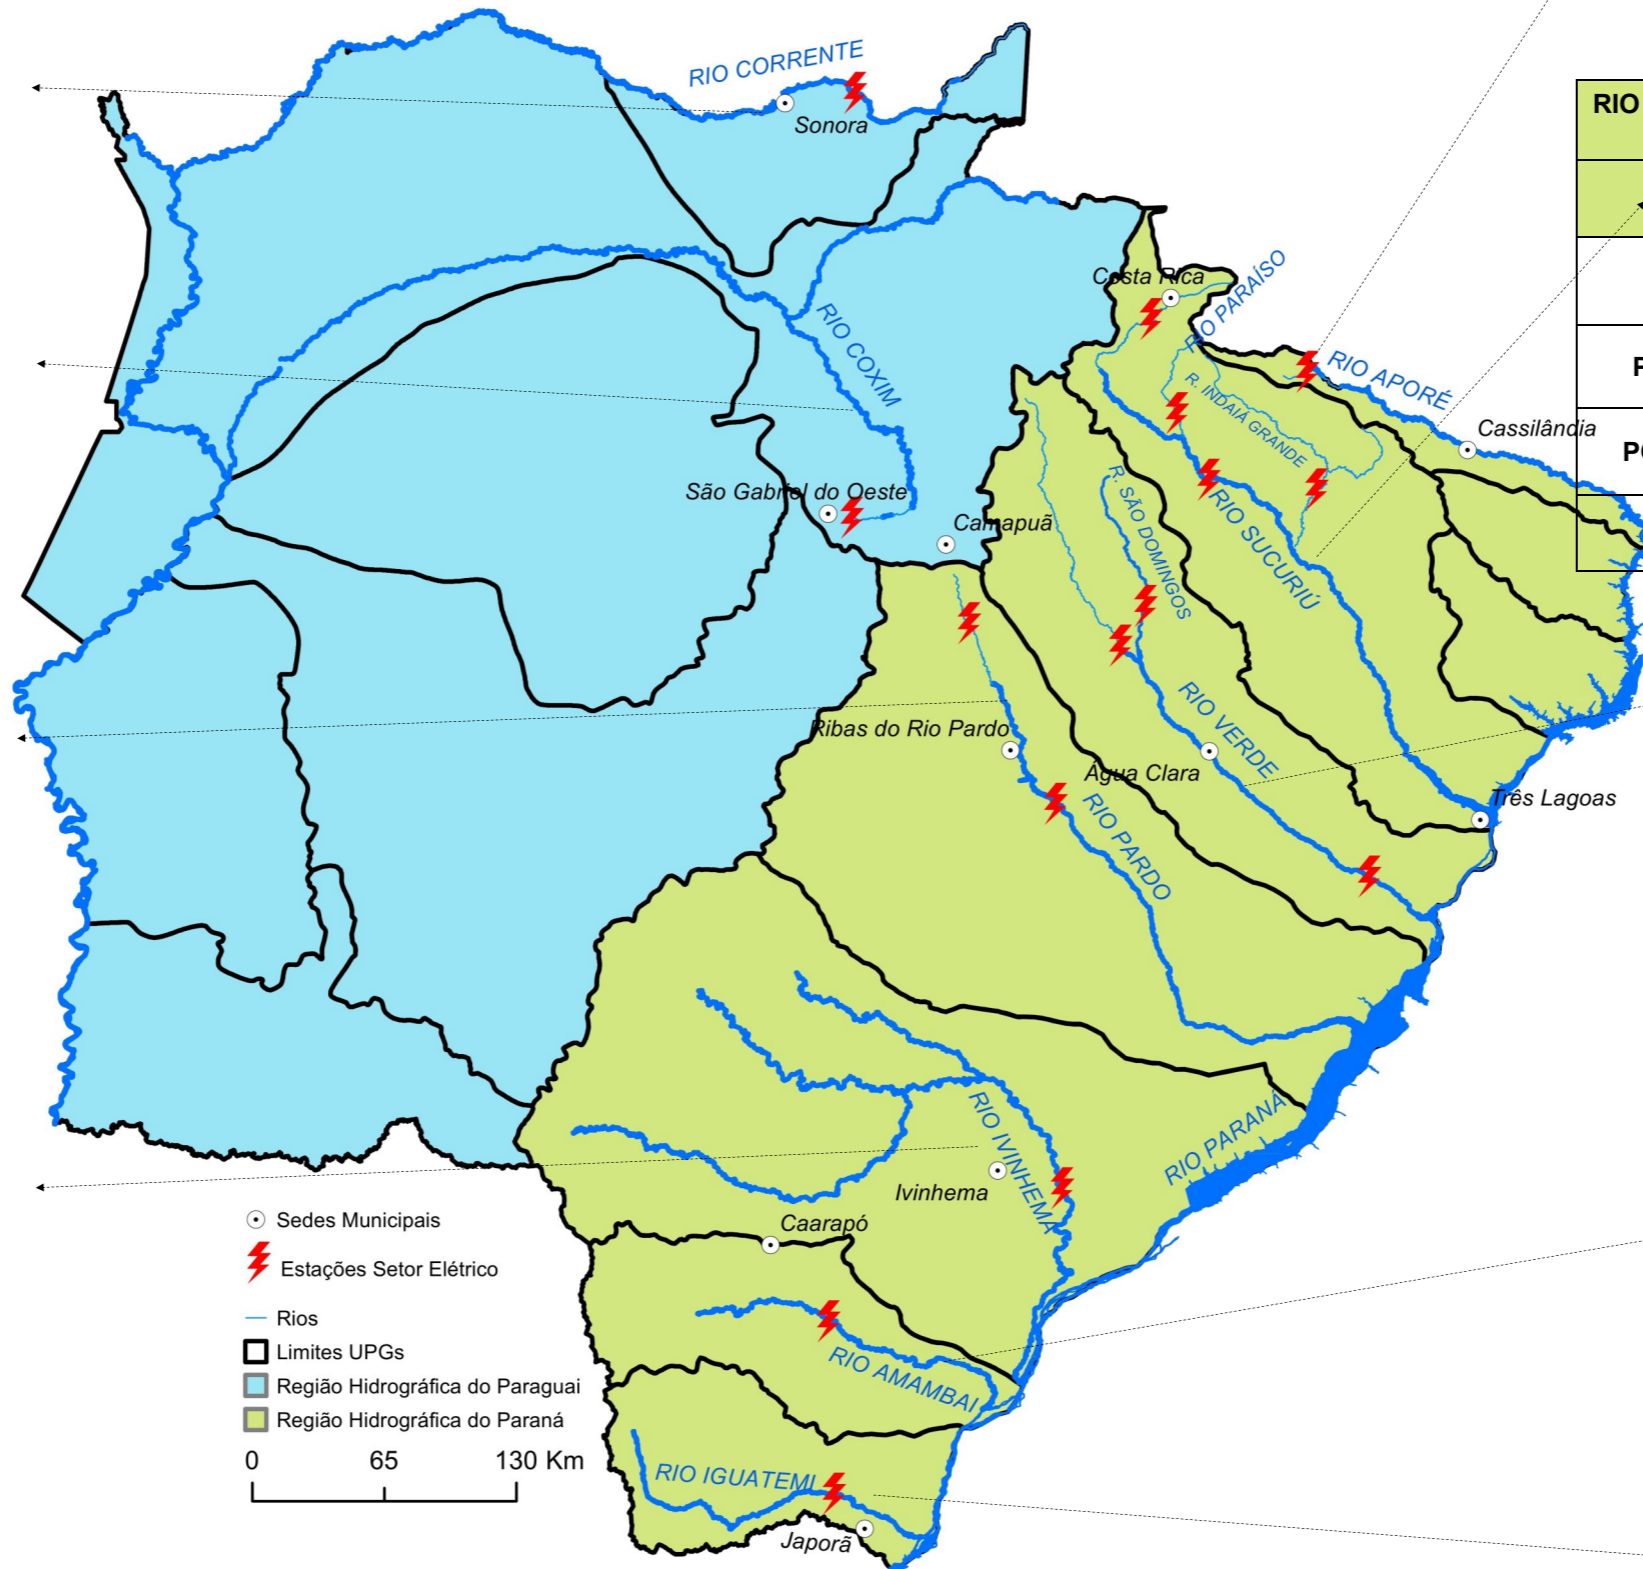 RIO CORRENTE
Sonora
RIO
Costa Rica
RIO PARAÍSO
RIO COXIM
RIO APORÉ
R. INDAIÁ GRANDE
Cassilândia
São Gabriel do Oeste
Camapuã
R. SÃO DOMINGOS
RIO SUCURIÚ
Ribas do Rio Pardo
Água Clara
RIO VERDE
RIO PARDO
Três Lagoas
RIO IVINHEMA
RIO PARANÁ
Ivinhema
Caarapó
RIO AMAMBAI
RIO IGUATEMI
Japorã
Sedes Municipais
Estações Setor Elétrico
Rios
Limites UPGs
Região Hidrográfica do Paraguai
Região Hidrográfica do Paraná
0 65 130 Km